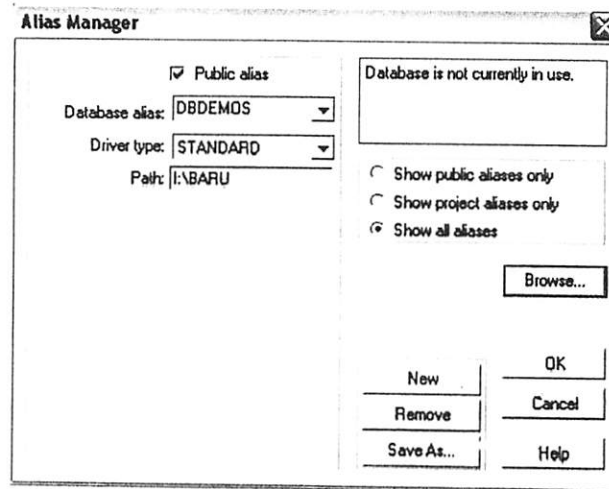 Alias Manager
Public alias
Database alias: DBDEMOS
Driver type: STANDARD
Path: I:\BARU
Database is not currently in use.
Show public aliases only
Show project aliases only
Show all aliases
Browse...
New
Remove
Save As...
OK
Cancel
Help